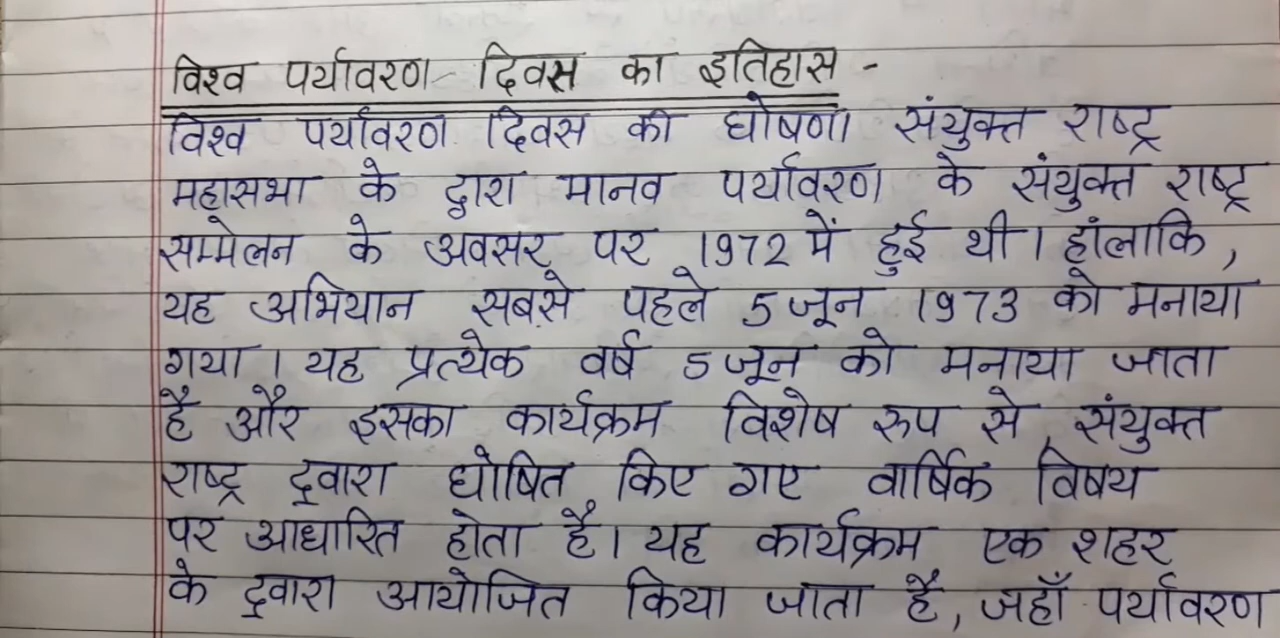 विश्व पर्यावरण दिवस का इतिहास -
विश्व पर्यावरण दिवस की घोषणा संयुक्त राष्ट्र
महासभा के द्वारा मानव पर्यावरण के संयुक्त राष्ट्र
सम्मेलन के अवसर पर 1972 में हुई थी। हांलाकि,
यह अभियान सबसे पहले 5 जून 1973 को मनाया
गया। यह प्रत्येक वर्ष 5 जून को मनाया जाता
है और इसका कार्यक्रम विशेष रुप से संयुक्त
राष्ट्र द्वारा घोषित किए गए वार्षिक विषय
पर आधारित होता है। यह कार्यक्रम एक शहर
के द्वारा आयोजित किया जाता है, जहाँ पर्यावरण